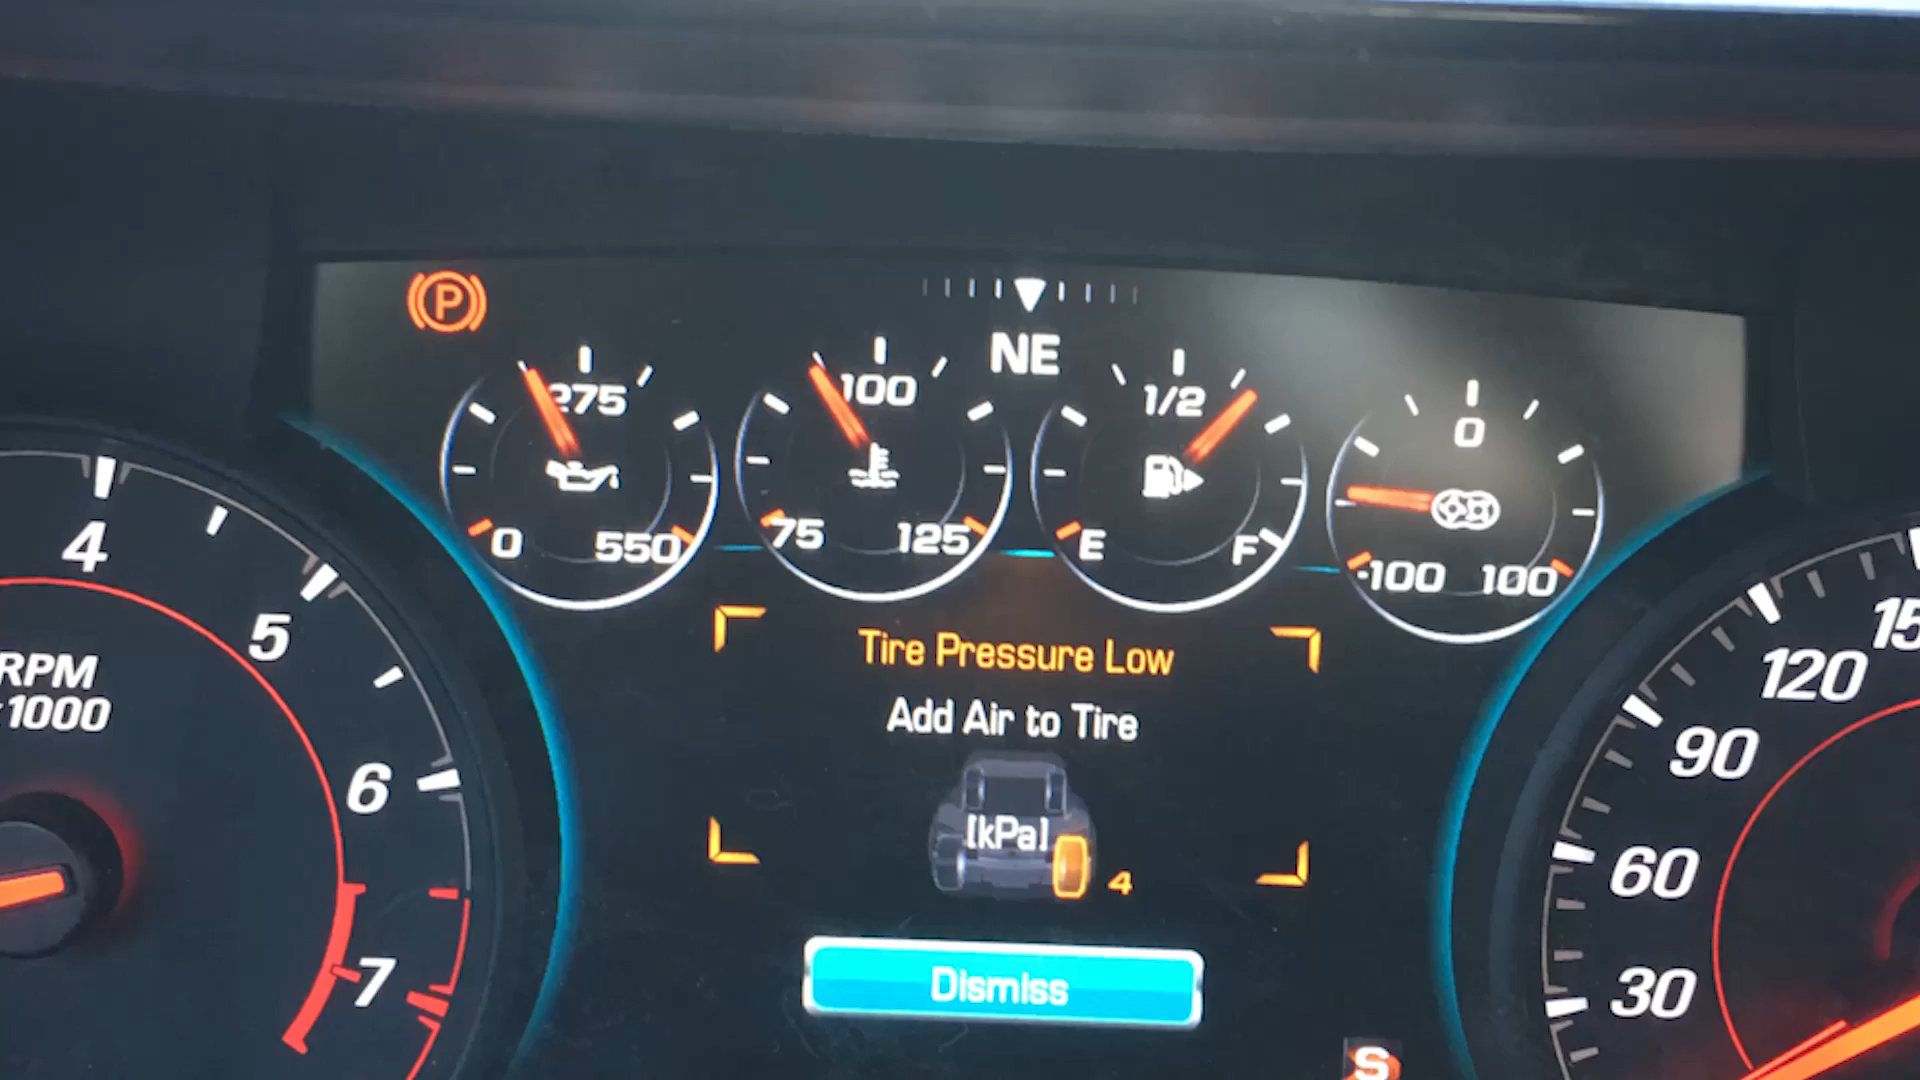 P
NE
275
0 550
100
75 125
1/2
E F
0
-100 100
4
5
6
7
RPM
x1000
Tire Pressure Low
Add Air to Tire
[kPa]
4
Dismiss
S
120
90
60
30